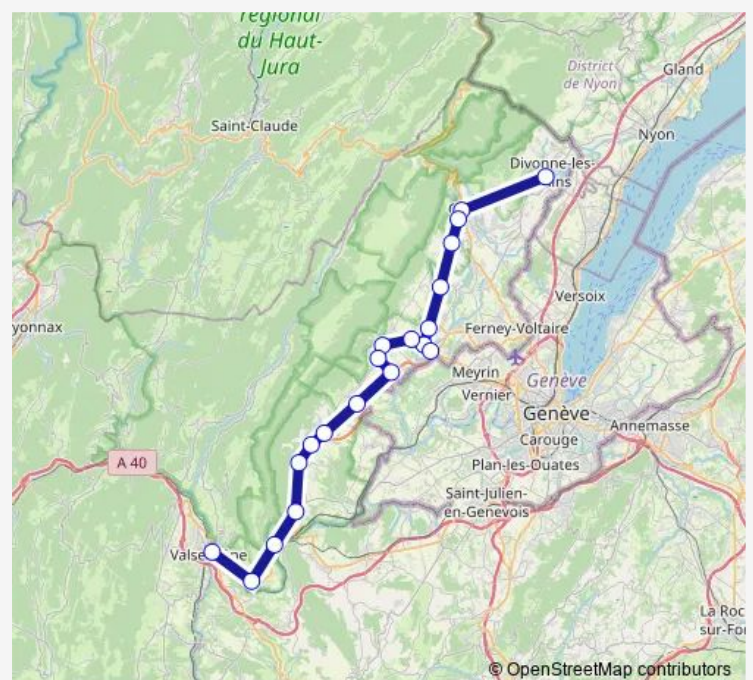 régional
du Haut-
Jura
District
de Nyon
Gland
Saint-Claude
Nyon
Divonne-les-
ns
yonnax
Versoix
Ferney-Voltaire
Meyrin
Vernier
Genève
Genève
Annemasse
Carouge
A 40
Plan-les-Ouates
Saint-Julien-
en-Genevois
Valse ne
La Roc
sur-Fo
© OpenStreetMap contributors